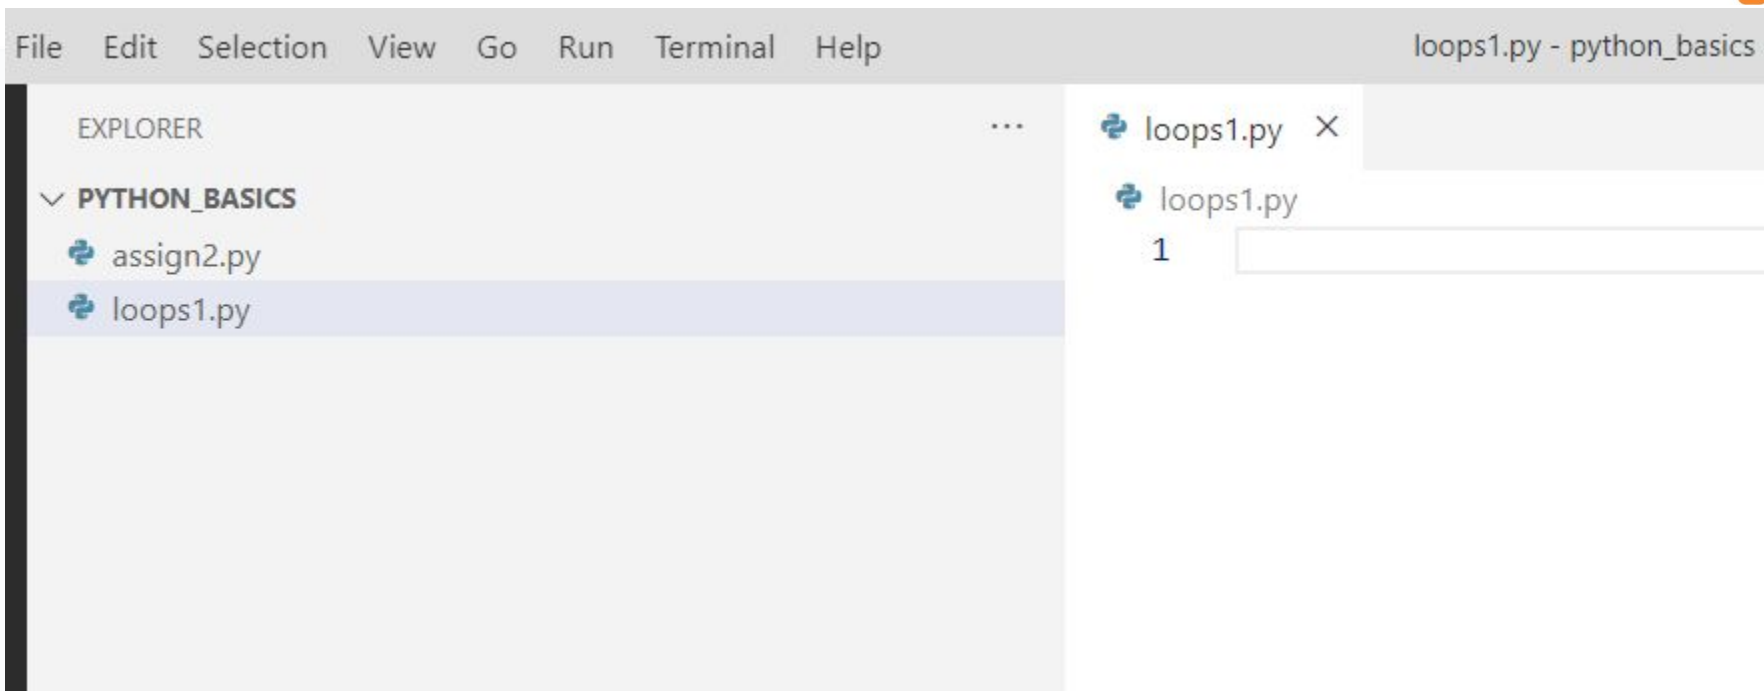 File Edit Selection View Go Run Terminal Help loops1.py - python_basics
EXPLORER ... loops1.py ×
PYTHON_BASICS loops1.py
assign2.py 1
loops1.py